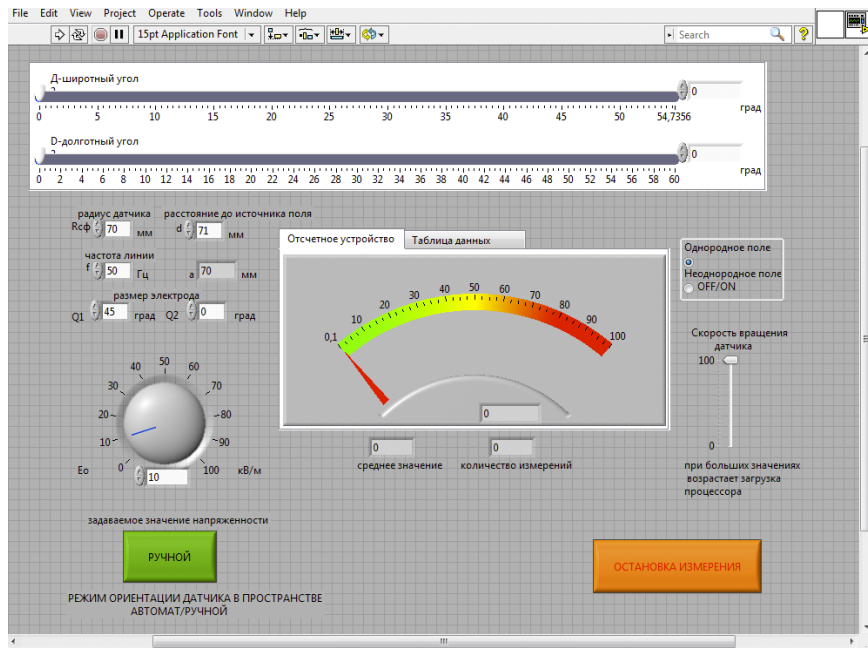 File Edit View Project Operate Tools Window Help
15pt Application Font
Search
Д-широтный угол
0
град
0 5 10 15 20 25 30 35 40 45 50 54,7356
D-долготный угол
0
град
0 2 4 6 8 10 12 14 16 18 20 22 24 26 28 30 32 34 36 38 40 42 44 46 48 50 52 54 56 58 60
радиус датчика расстояние до источника поля
Rсф 70 мм d 71 мм
частота линии
f 50 Гц a 70 мм
размер электрода
Q1 45 град Q2 0 град
Отсчетное устройство Таблица данных
0,1 10 20 30 40 50 60 70 80 90 100
0
0 0
среднее значение количество измерений
Однородное поле
Неоднородное поле
OFF/ON
Скорость вращения
датчика
100
0
при больших значениях
возрастает загрузка
процессора
0 10 20 30 40 50 60 70 80 90 100
Eo 10 кВ/м
задаваемое значение напряженности
РУЧНОЙ
РЕЖИМ ОРИЕНТАЦИИ ДАТЧИКА В ПРОСТРАНСТВЕ
АВТОМАТ/РУЧНОЙ
ОСТАНОВКА ИЗМЕРЕНИЯ